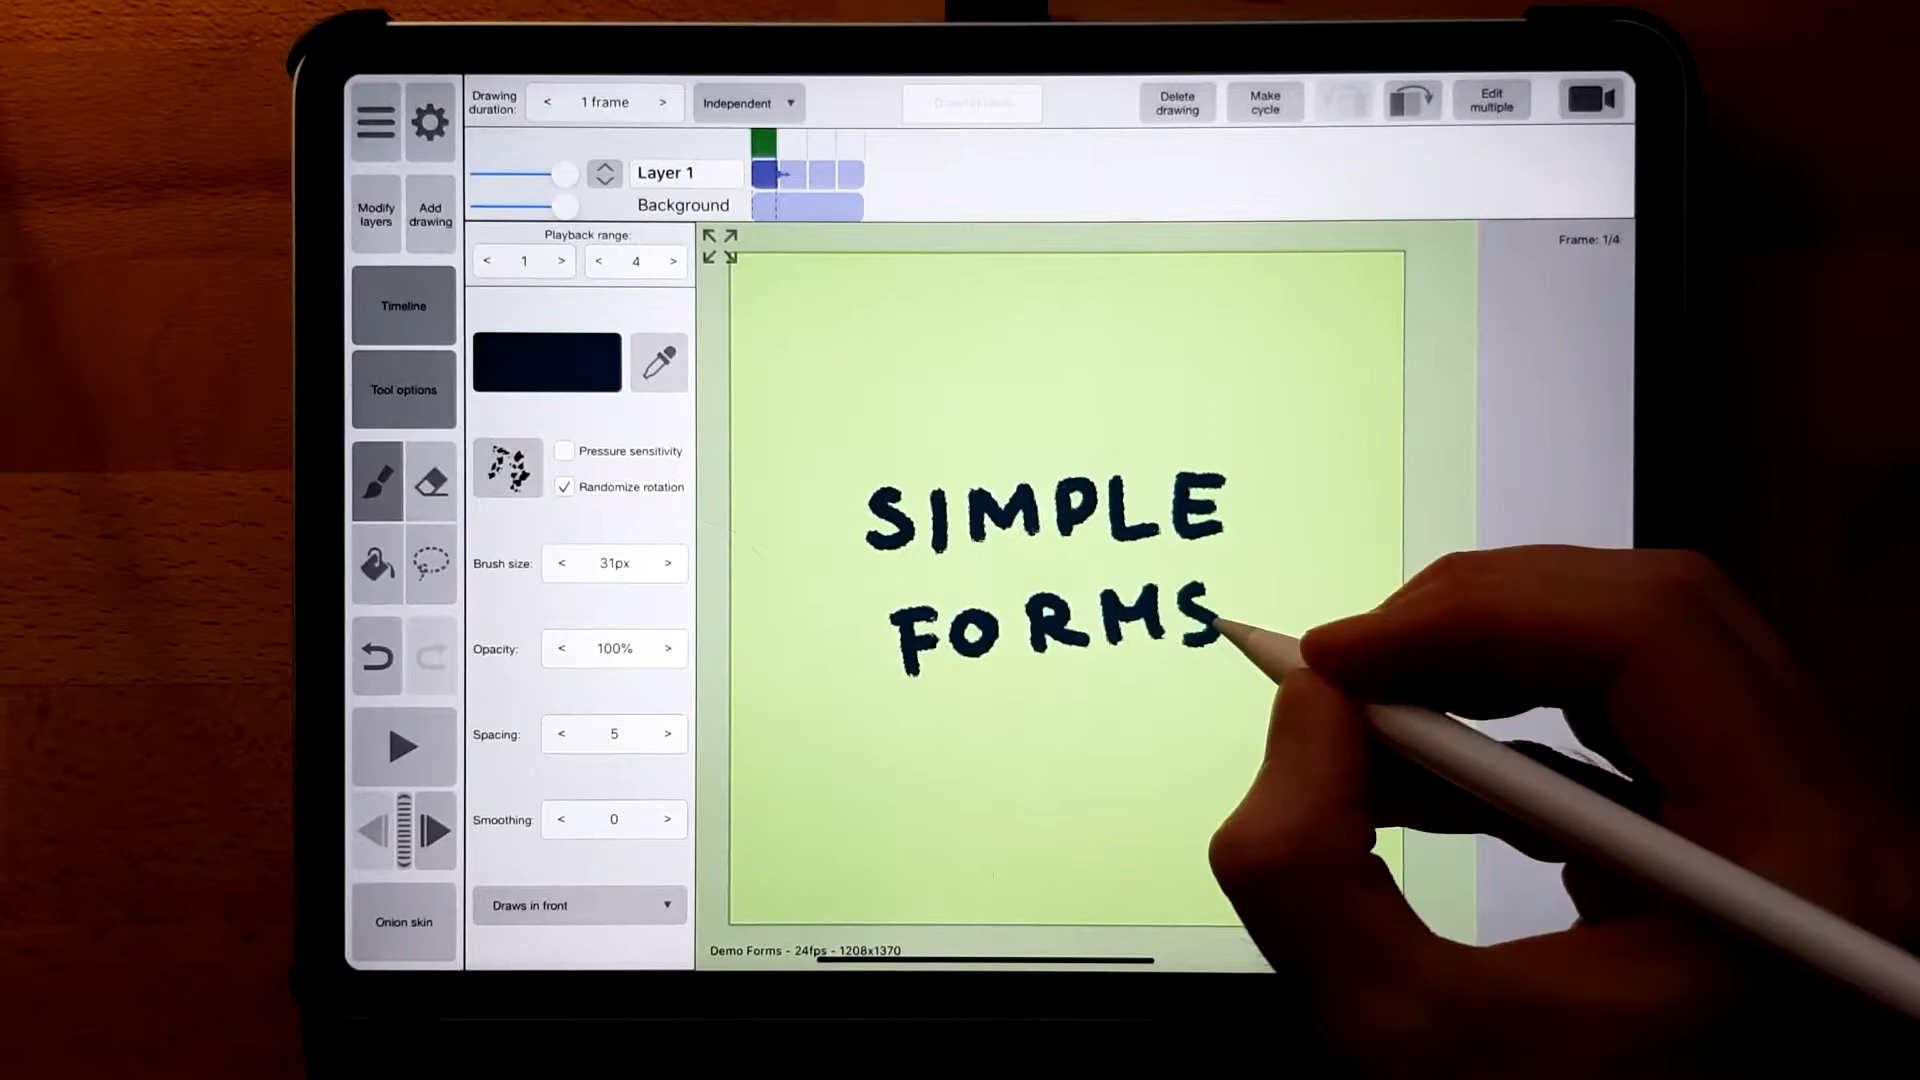 Drawing duration: < 1 frame > Independent ▼
Delete drawing
Make cycle
Edit multiple
Layer 1
Background
Modify layers
Add drawing
Playback range:
< 1 > < 4 >
Frame: 1/4
Timeline
Tool options
Pressure sensitivity
Randomize rotation
SIMPLE
FORMS
Brush size: < 31px >
Opacity: < 100% >
Spacing: < 5 >
Smoothing: < 0 >
Draws in front ▼
Onion skin
Demo Forms - 24fps - 1208x1370